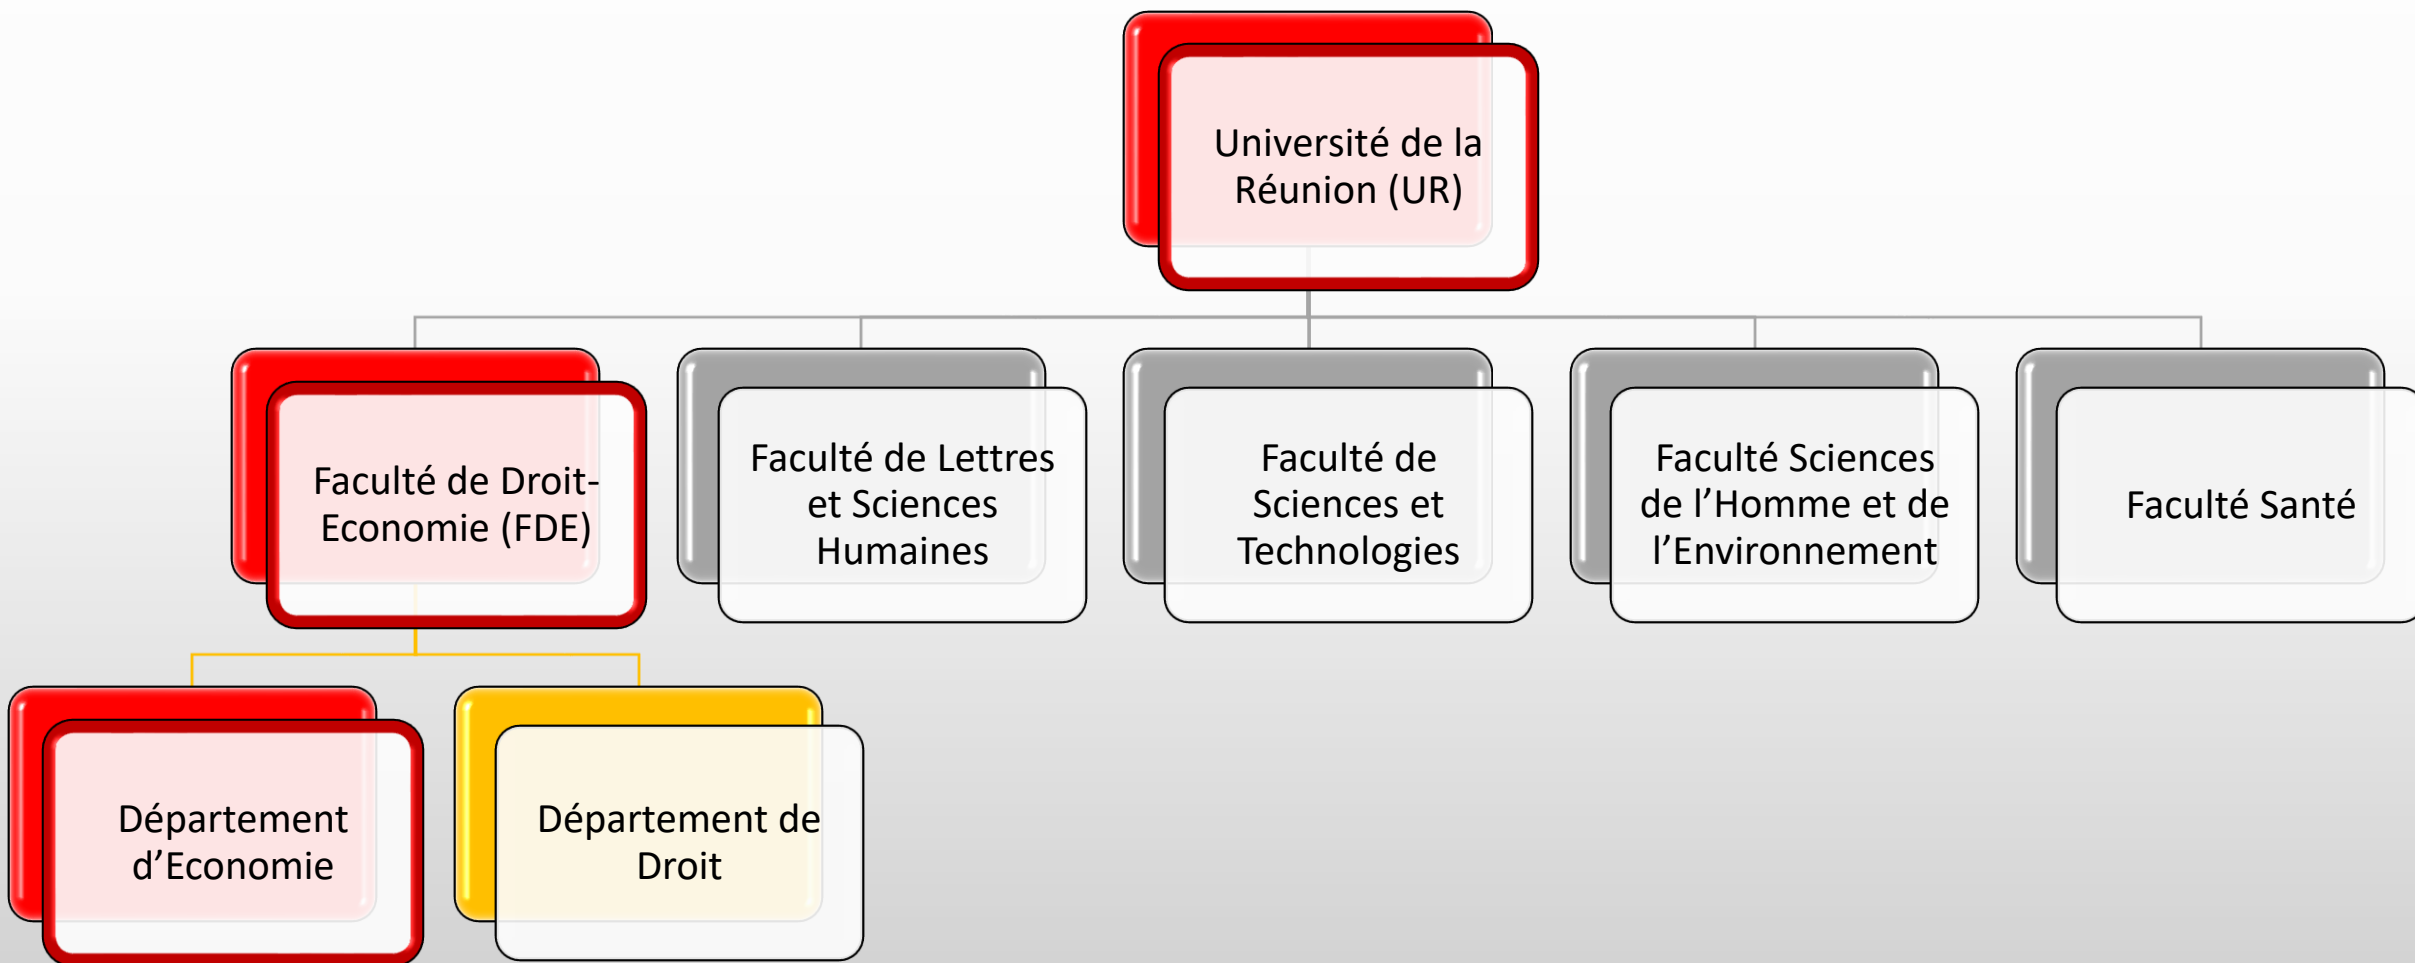 Université de la
Réunion (UR)
Faculté de Droit-
Economie (FDE)
Faculté de Lettres
et Sciences
Humaines
Faculté de
Sciences et
Technologies
Faculté Sciences
de l’Homme et de
l’Environnement
Faculté Santé
Département
d’Economie
Département de
Droit